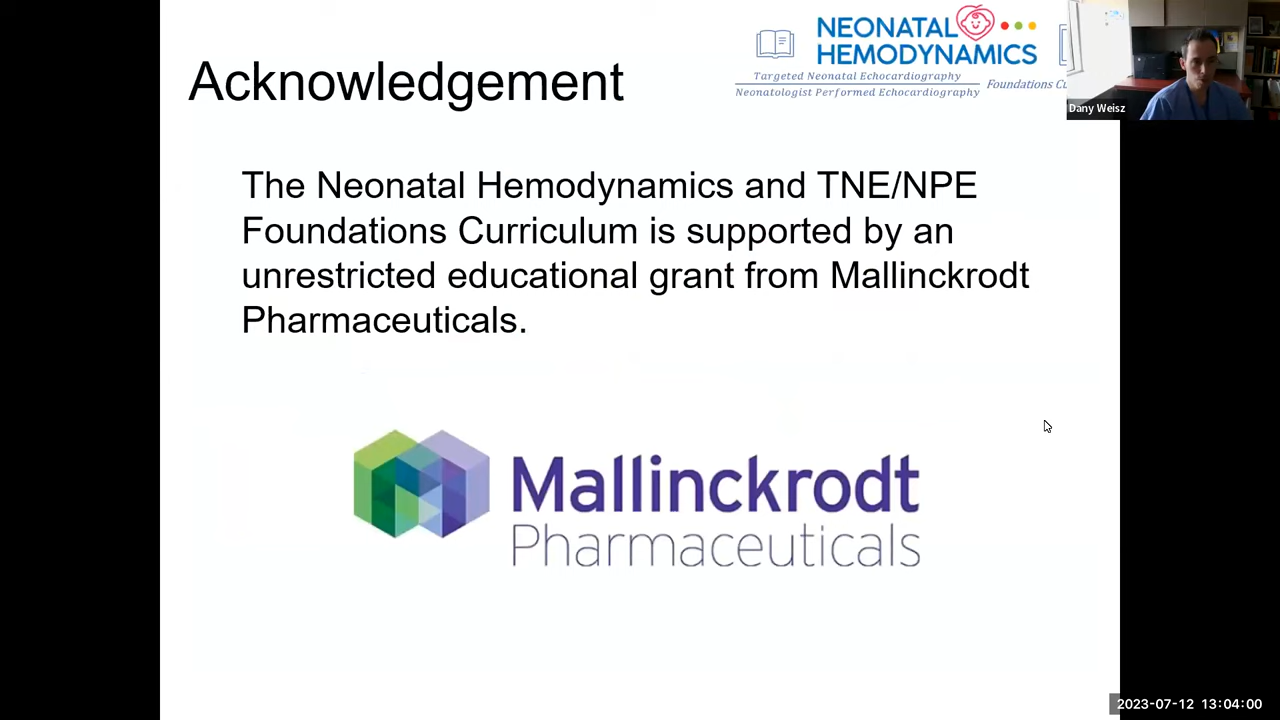 NEONATAL
HEMODYNAMICS
Targeted Neonatal Echocardiography
Neonatologist Performed Echocardiography
Foundations
Dany Weisz
Acknowledgement
The Neonatal Hemodynamics and TNE/NPE
Foundations Curriculum is supported by an
unrestricted educational grant from Mallinckrodt
Pharmaceuticals.
Mallinckrodt
Pharmaceuticals
2023-07-12 13:04:00